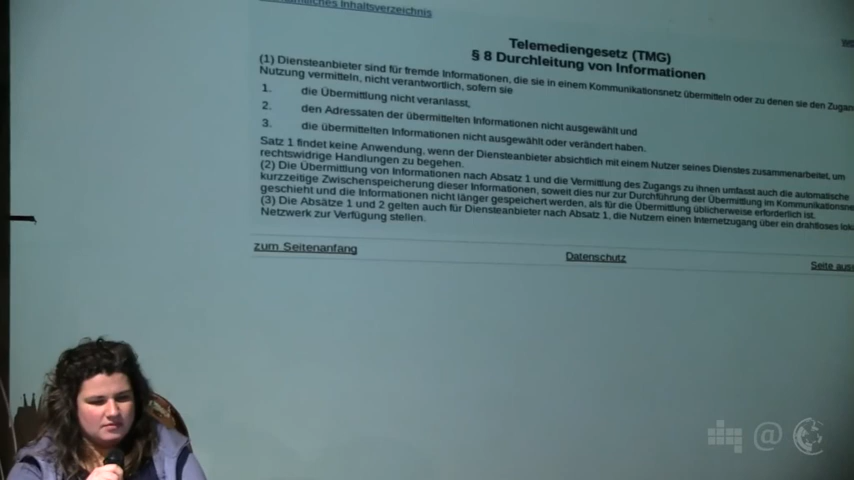 Inhaltsverzeichnis
Telemediengesetz (TMG)
§ 8 Durchleitung von Informationen
(1) Diensteanbieter sind für fremde Informationen, die sie in einem Kommunikationsnetz übermitteln oder zu denen sie den
Nutzung vermitteln, nicht verantwortlich, sofern sie
1. die Übermittlung nicht veranlasst,
2. den Adressaten der übermittelten Informationen nicht ausgewählt und
3. die übermittelten Informationen nicht ausgewählt oder verändert haben.
Satz 1 findet keine Anwendung, wenn der Diensteanbieter absichtlich mit einem Nutzer seines Dienstes zusammenarbeitet, um
rechtswidrige Handlungen zu begehen.
(2) Die Übermittlung von Informationen nach Absatz 1 und die Vermittlung des Zugangs zu ihnen umfasst auch die automatische
kurzzeitige Zwischenspeicherung dieser Informationen, soweit dies nur zur Durchführung der Übermittlung im
geschieht und die Informationen nicht länger gespeichert werden, als für die Übermittlung üblicherweise erforderlich ist.
(3) Die Absätze 1 und 2 gelten auch für Diensteanbieter nach Absatz 1, die Nutzern einen Internetzugang über ein drahtloses
Netzwerk zur Verfügung stellen.
zum Seitenanfang
Datenschutz
Seite
@